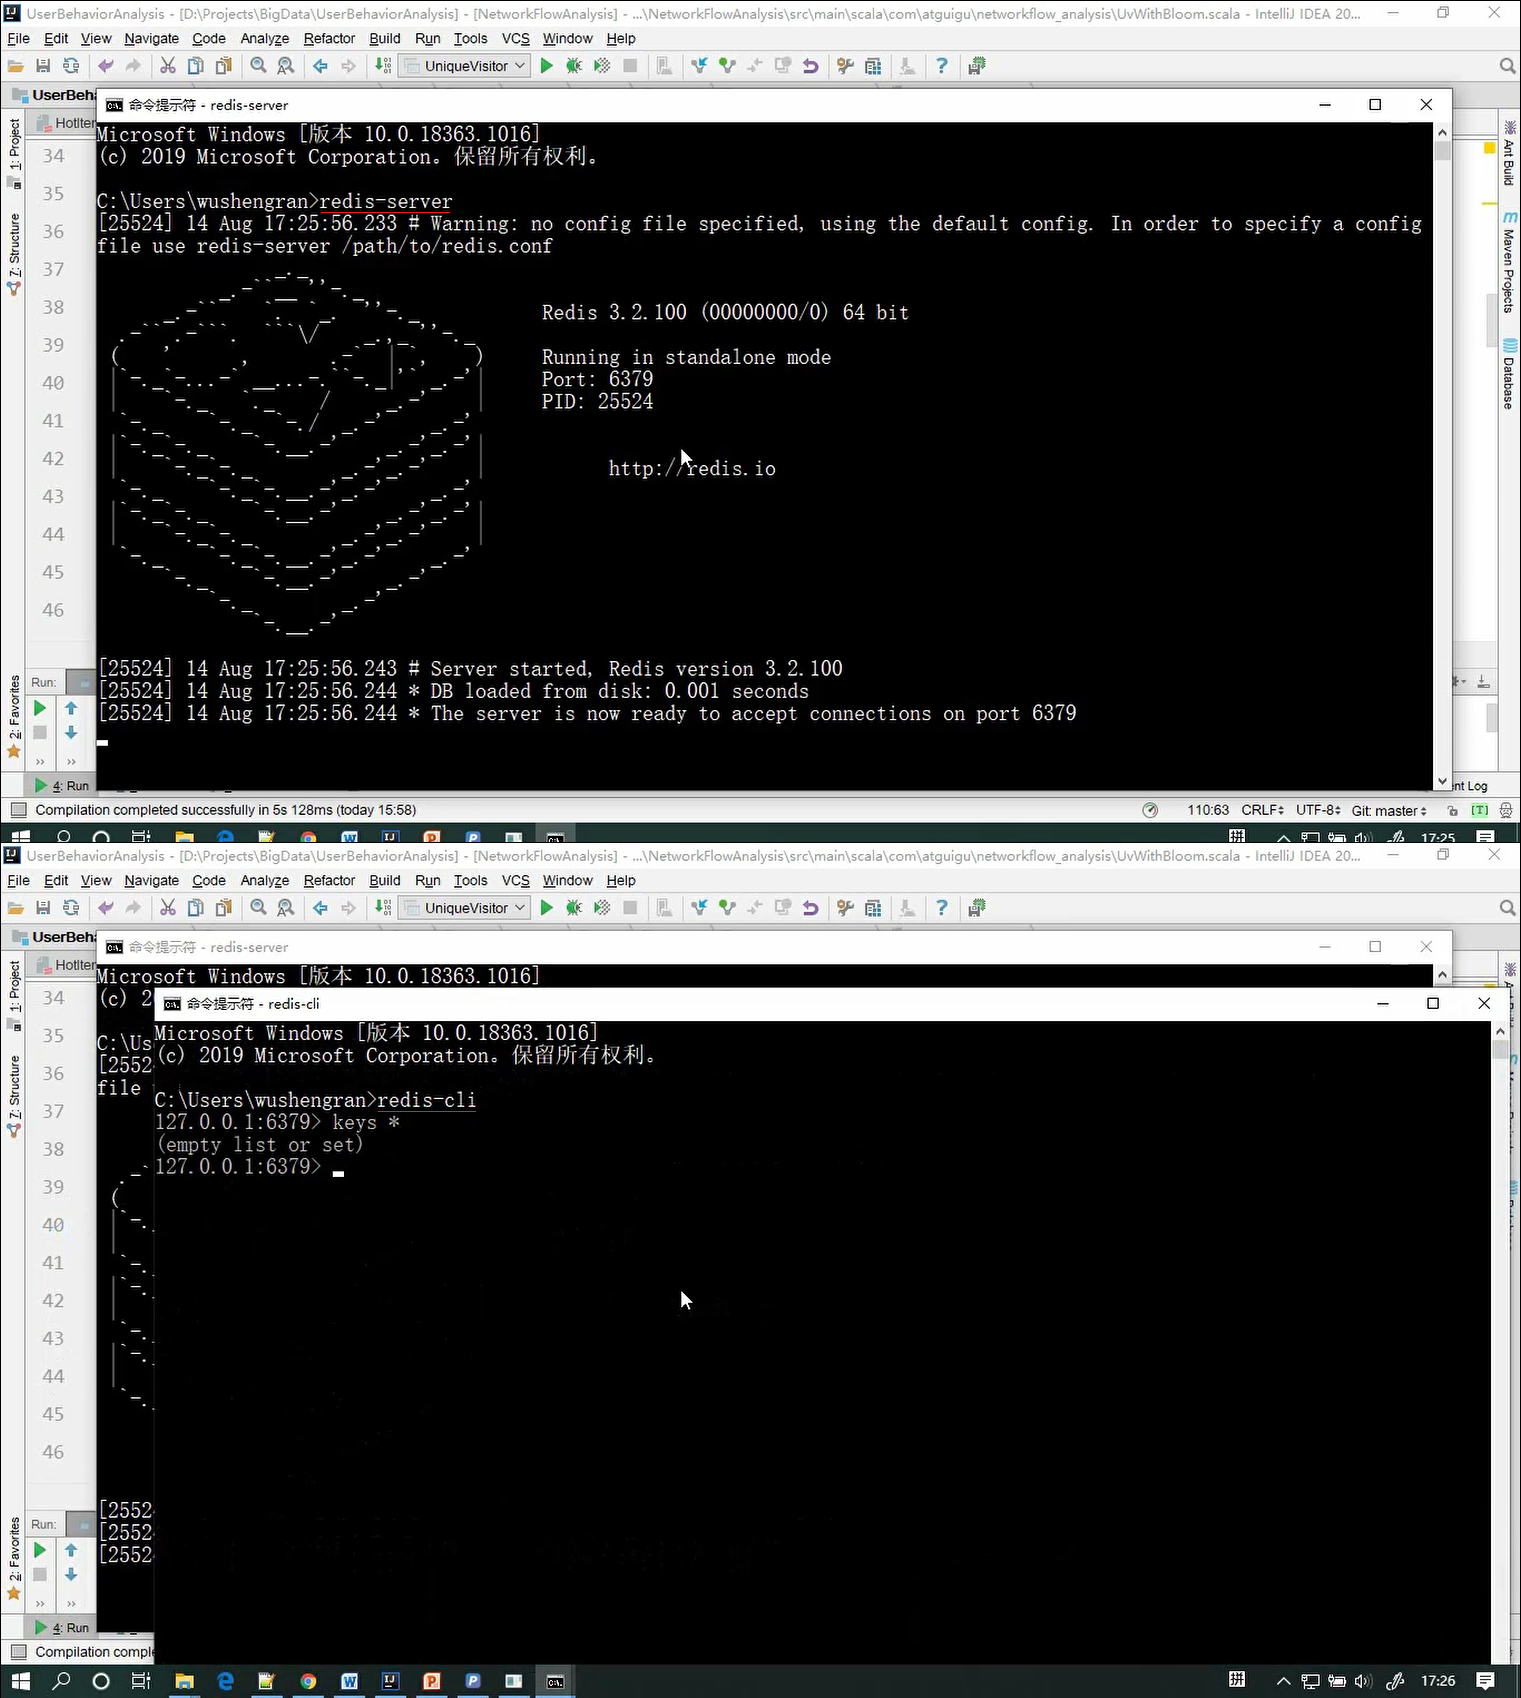 UserBehaviorAnalysis - [D:\Projects\BigData\UserBehaviorAnalysis] - [NetworkFlowAnalysis] - ...\NetworkFlowAnalysis\src\main\scala\com\atguigu\networkflow_analysis\UvWithBloom.scala - IntelliJ IDEA 20...
File Edit View Navigate Code Analyze Refactor Build Run Tools VCS Window Help
UniqueVisitor
UserBeha
命令提示符 - redis-server
HotIter
Microsoft Windows [版本 10.0.18363.1016]
(c) 2019 Microsoft Corporation。保留所有权利。
C:\Users\wushengran>redis-server
[25524] 14 Aug 17:25:56.233 # Warning: no config file specified, using the default config. In order to specify a config
file use redis-server /path/to/redis.conf
Redis 3.2.100 (00000000/0) 64 bit
Running in standalone mode
Port: 6379
PID: 25524
http://redis.io
[25524] 14 Aug 17:25:56.243 # Server started, Redis version 3.2.100
[25524] 14 Aug 17:25:56.244 * DB loaded from disk: 0.001 seconds
[25524] 14 Aug 17:25:56.244 * The server is now ready to accept connections on port 6379
34
35
36
37
38
39
40
41
42
43
44
45
46
1: Project
7: Structure
2: Favorites
Ant Build
Maven Projects
Database
Run:
4: Run
nt Log
Compilation completed successfully in 5s 128ms (today 15:58)
110:63 CRLF UTF-8 Git: master
17:25
UserBehaviorAnalysis - [D:\Projects\BigData\UserBehaviorAnalysis] - [NetworkFlowAnalysis] - ...\NetworkFlowAnalysis\src\main\scala\com\atguigu\networkflow_analysis\UvWithBloom.scala - IntelliJ IDEA 20...
File Edit View Navigate Code Analyze Refactor Build Run Tools VCS Window Help
UniqueVisitor
UserBeha
命令提示符 - redis-server
HotIter
Microsoft Windows [版本 10.0.18363.1016]
(c) 2
C:\Us
[2552
file
命令提示符 - redis-cli
Microsoft Windows [版本 10.0.18363.1016]
(c) 2019 Microsoft Corporation。保留所有权利。
C:\Users\wushengran>redis-cli
127.0.0.1:6379> keys *
(empty list or set)
127.0.0.1:6379>
34
35
36
37
38
39
40
41
42
43
44
45
46
[2552
[2552
[2552
1: Project
7: Structure
2: Favorites
Run:
4: Run
Compilation comple
拼 17:26